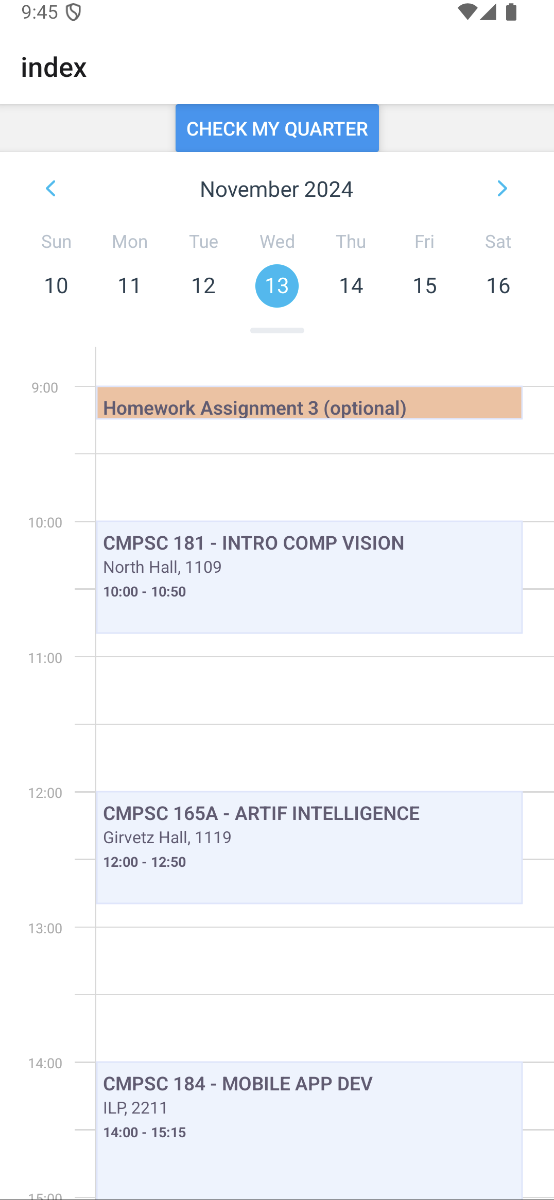 9:45
index
CHECK MY QUARTER
November 2024
Sun Mon Tue Wed Thu Fri Sat
10 11 12 13 14 15 16
9:00
Homework Assignment 3 (optional)
10:00
CMPSC 181 - INTRO COMP VISION
North Hall, 1109
10:00 - 10:50
11:00
12:00
CMPSC 165A - ARTIF INTELLIGENCE
Girvetz Hall, 1119
12:00 - 12:50
13:00
14:00
CMPSC 184 - MOBILE APP DEV
ILP, 2211
14:00 - 15:15
15:00